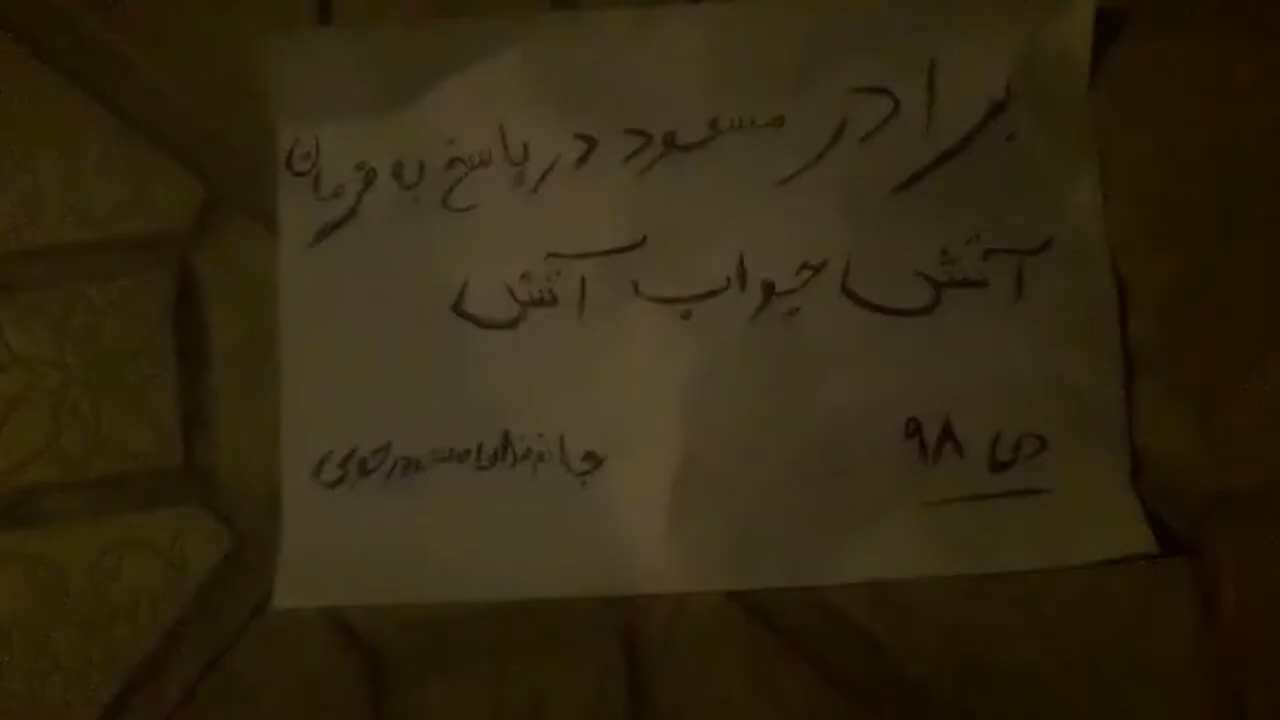 برادر مسعود در پاسخ به فرمان
آتش جواب آتش
دی ۹۸
جانم فدای مسعود رجوی